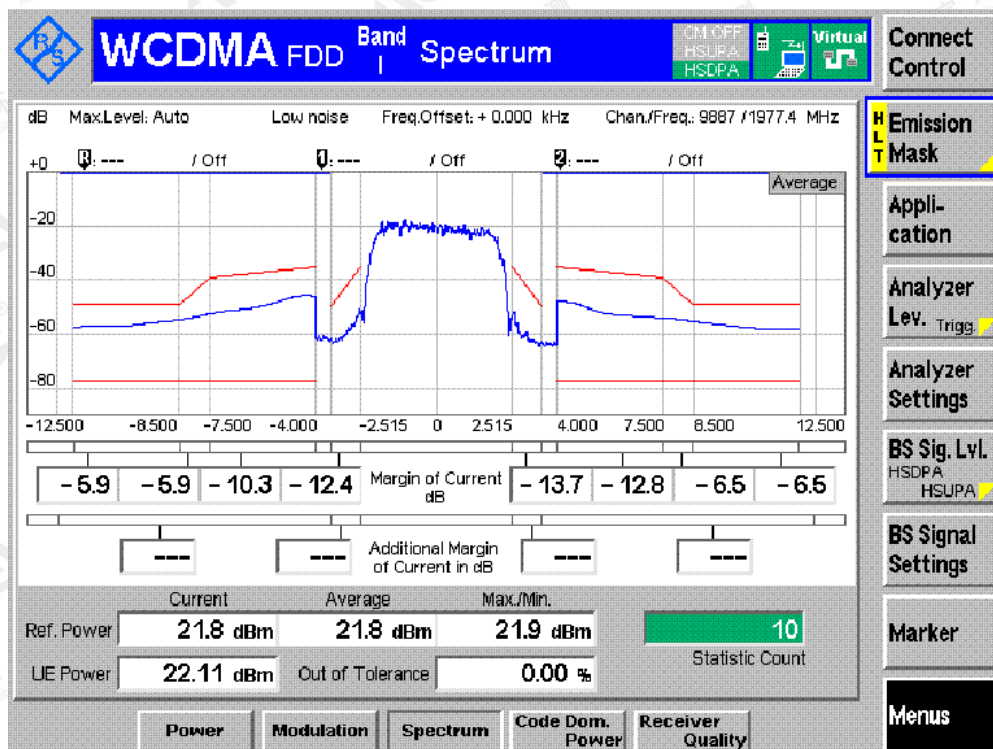 R/S
WCDMA FDD Band I Spectrum
CM OFF
HSUPA
HSDPA
Virtual
Connect
Control
dB Max.Level: Auto Low noise Freq.Offset: + 0.000 kHz Chan./Freq.: 9887 /1977.4 MHz
HLT
Emission
Mask
R: --- / Off 1: --- / Off 2: --- / Off
Average
+0
-20
-40
-60
-80
-12.500 -8.500 -7.500 -4.000 -2.515 0 2.515 4.000 7.500 8.500 12.500
Appli-
cation
Analyzer
Lev. Trigg.
Analyzer
Settings
- 5.9 - 5.9 - 10.3 - 12.4 Margin of Current
dB
- 13.7 - 12.8 - 6.5 - 6.5
BS Sig. Lvl.
HSDPA
HSUPA
--- --- Additional Margin
of Current in dB
--- ---
BS Signal
Settings
Current Average Max./Min.
Ref. Power 21.8 dBm 21.8 dBm 21.9 dBm
10
Statistic Count
UE Power 22.11 dBm Out of Tolerance 0.00 %
Marker
Menus
Power Modulation Spectrum Code Dom.
Power
Receiver
Quality